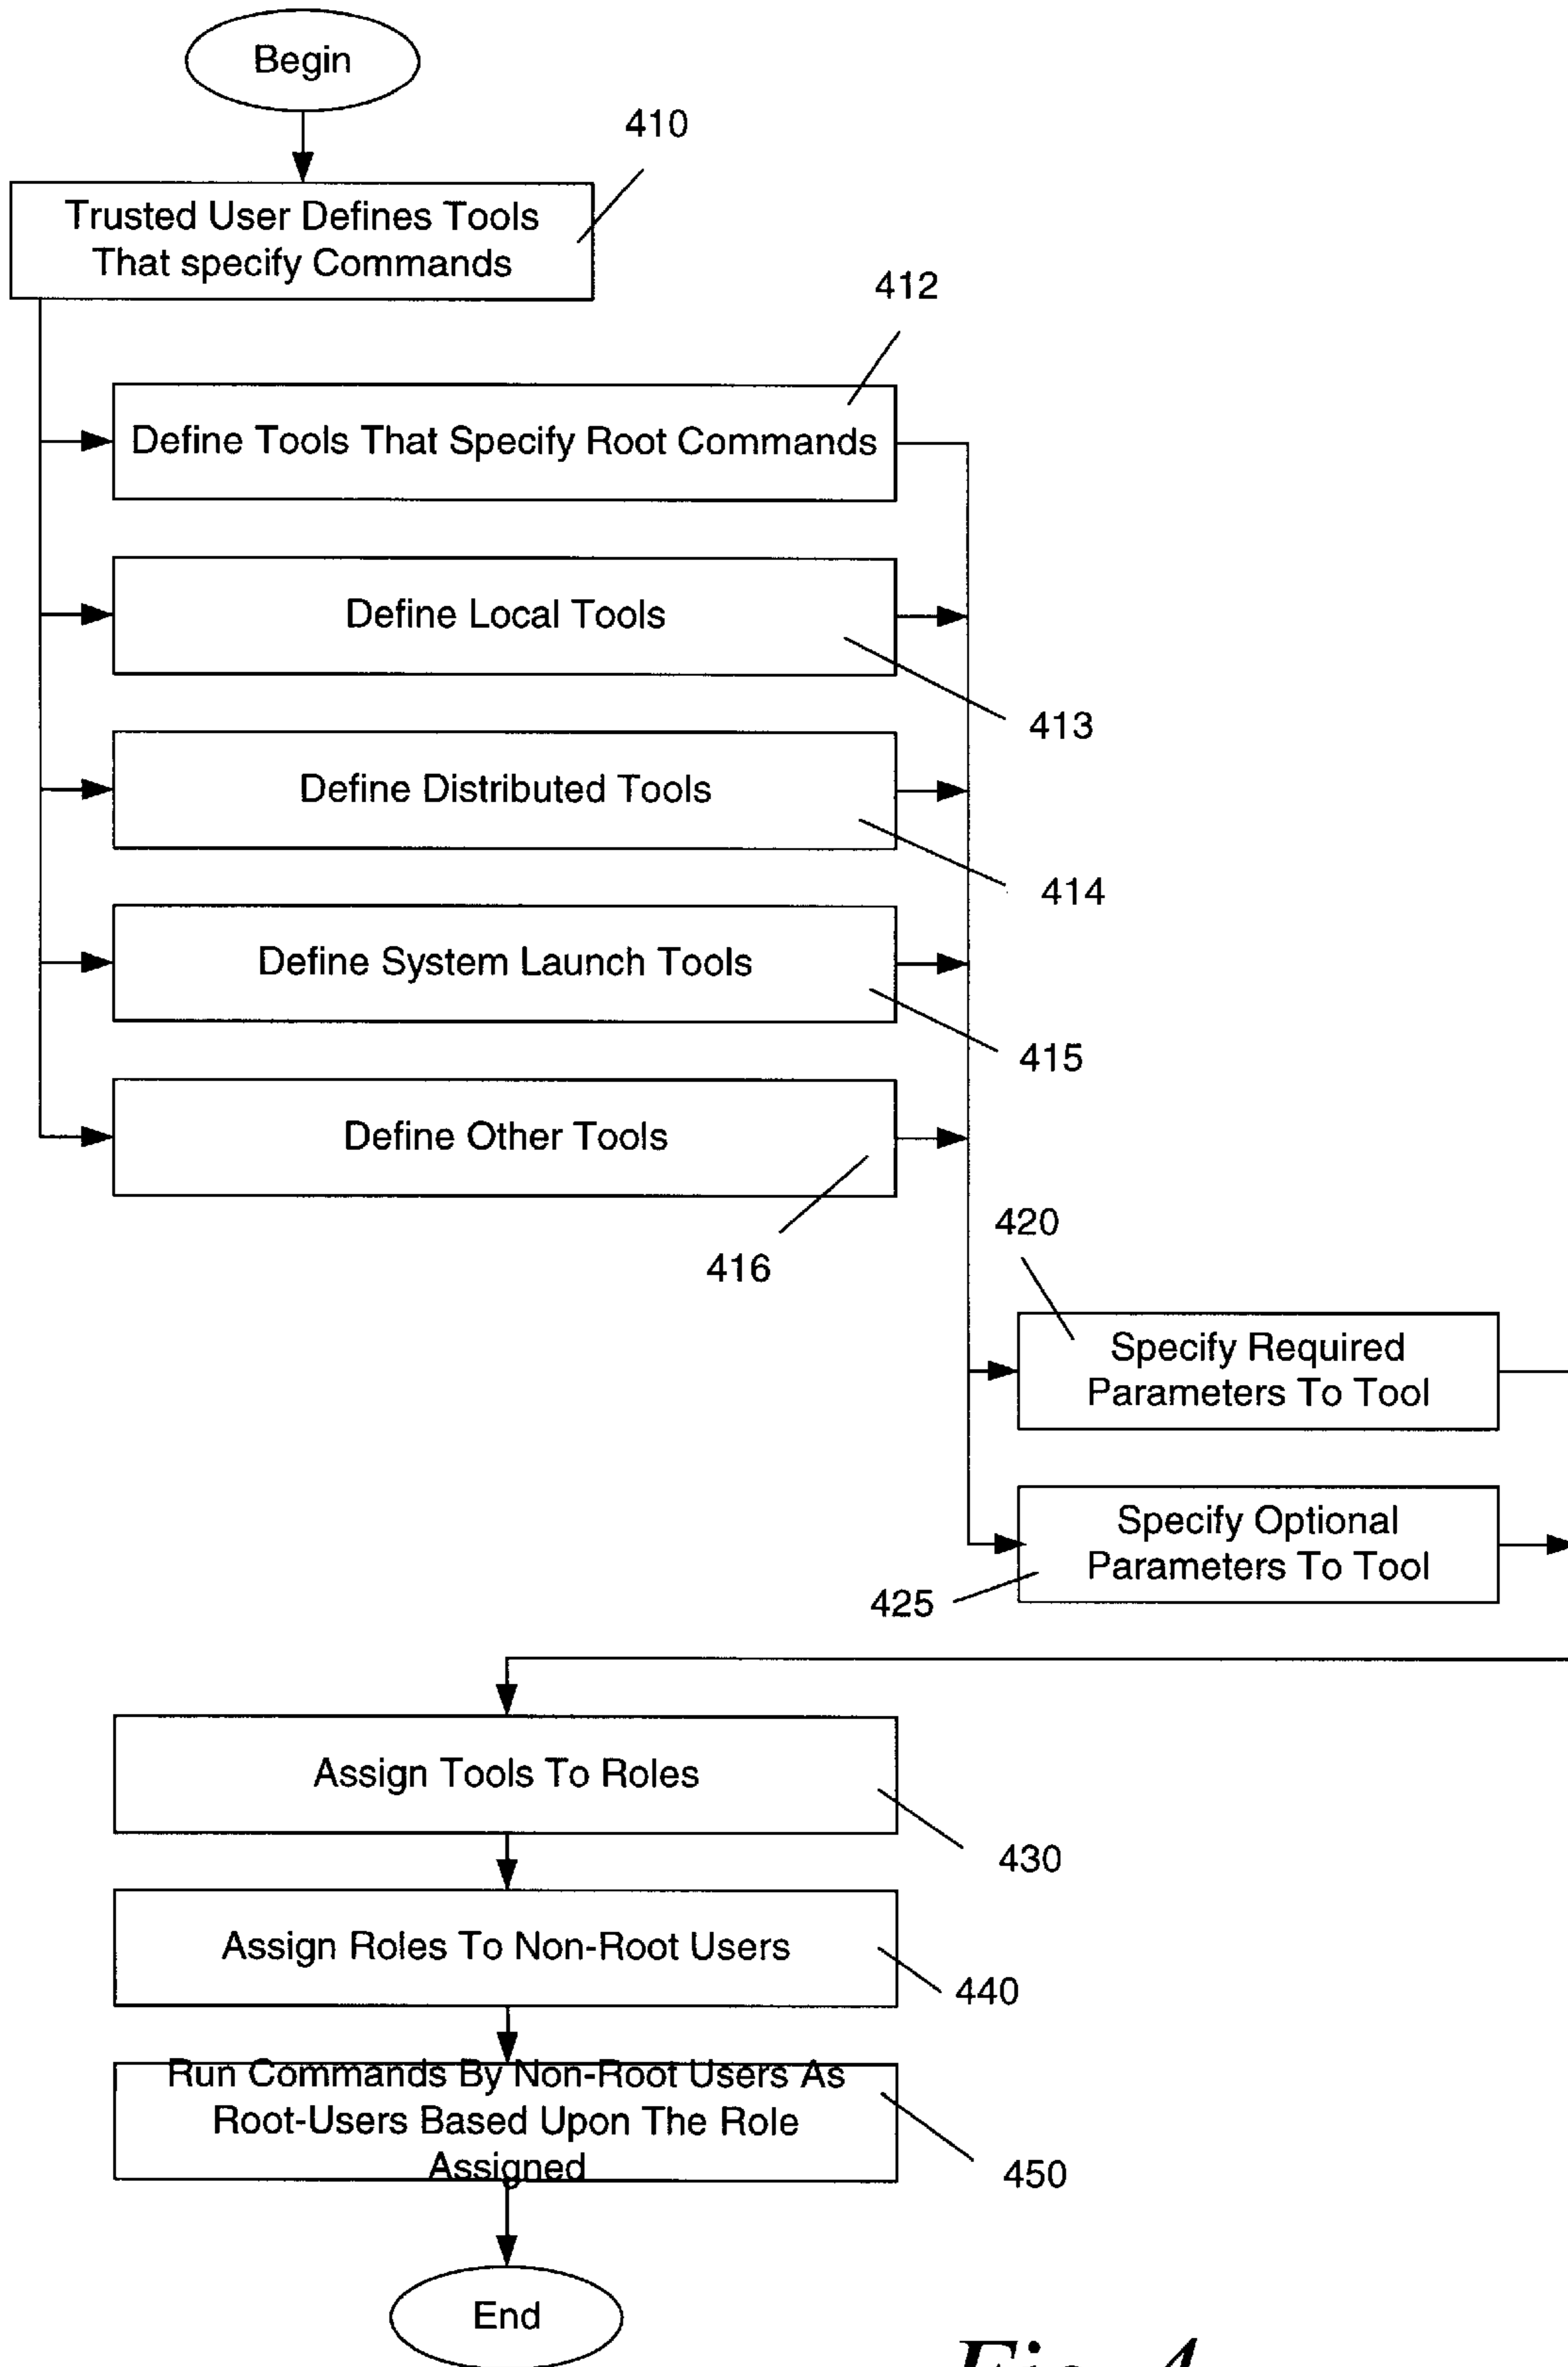 Begin
410
Trusted User Defines Tools
That specify Commands
412
Define Tools That Specify Root Commands
Define Local Tools
413
Define Distributed Tools
414
Define System Launch Tools
415
Define Other Tools
416
420
Specify Required
Parameters To Tool
Specify Optional
Parameters To Tool
425
Assign Tools To Roles
430
Assign Roles To Non-Root Users
440
Run Commands By Non-Root Users As
Root-Users Based Upon The Role
Assigned
450
End
Fig. 4